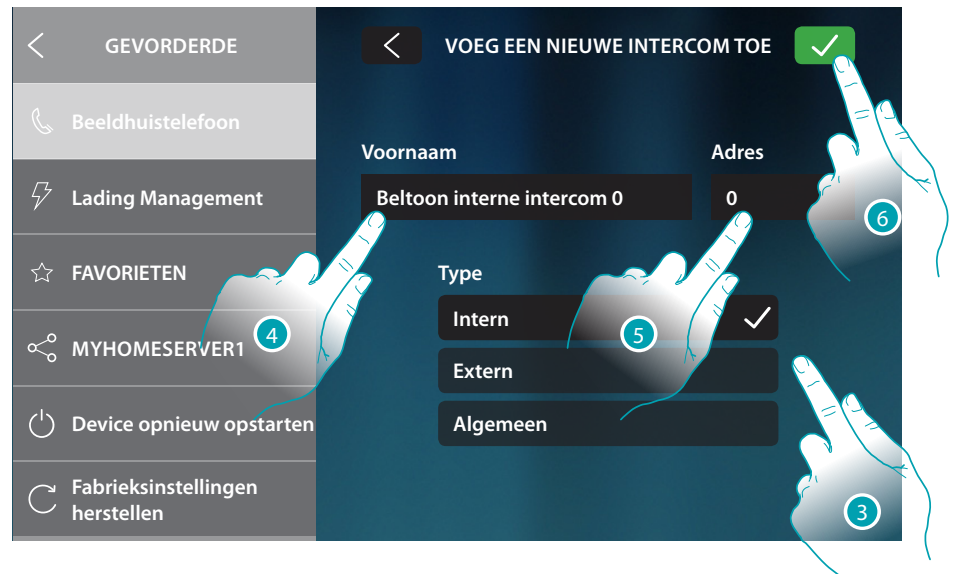 GEVORDERDE
Beeldhuistelefoon
Lading Management
FAVORIETEN
MYHOMESERVER1
Device opnieuw opstarten
Fabrieksinstellingen
herstellen
VOEG EEN NIEUWE INTERCOM TOE
Voornaam
Adres
Beltoon interne intercom 0
0
Type
Intern
Extern
Algemeen
4
5
6
3